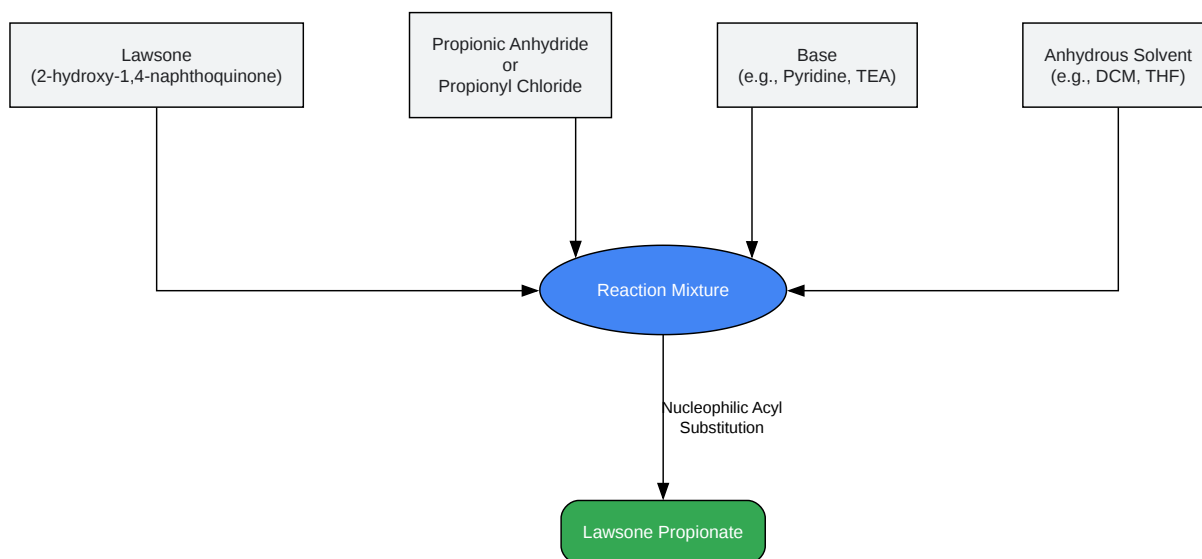 Lawsone
(2-hydroxy-1,4-naphthoquinone)
Propionic Anhydride
or
Propionyl Chloride
Base
(e.g., Pyridine, TEA)
Anhydrous Solvent
(e.g., DCM, THF)
Reaction Mixture
Nucleophilic Acyl
Substitution
Lawsone Propionate